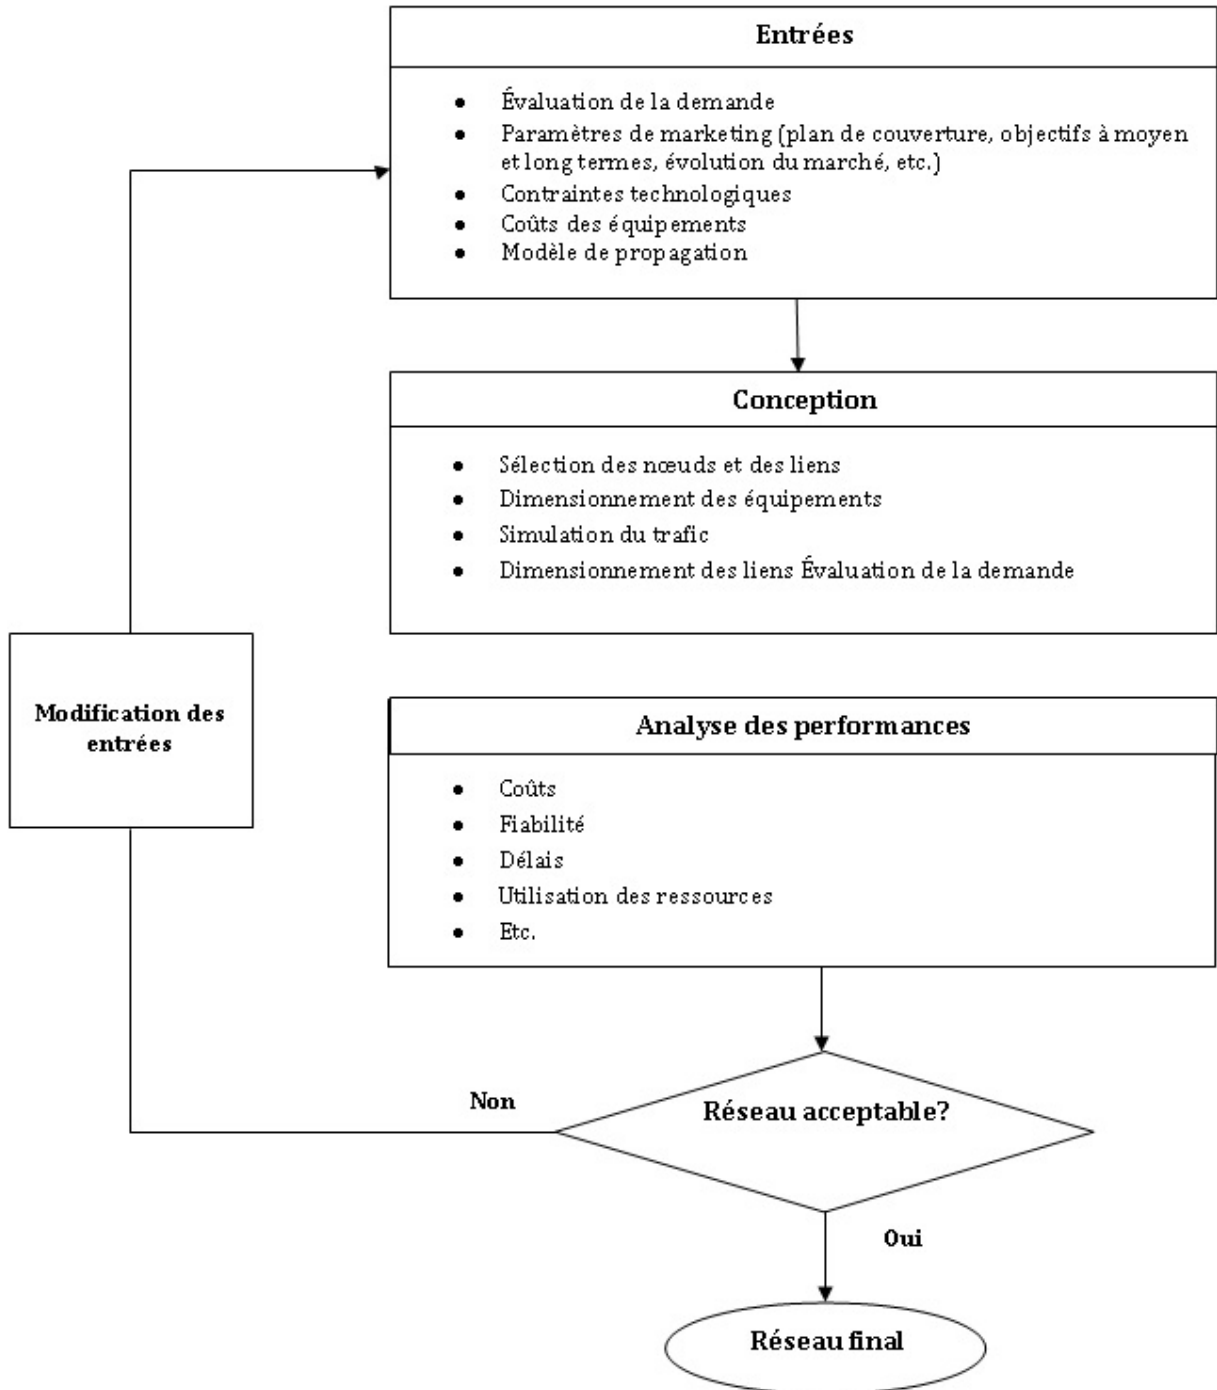 Entrées
• Évaluation de la demande
• Paramètres de marketing (plan de couverture, objectifs à moyen
et long termes, évolution du marché, etc.)
• Contraintes technologiques
• Coûts des équipements
• Modèle de propagation
Conception
• Sélection des nœuds et des liens
• Dimensionnement des équipements
• Simulation du trafic
• Dimensionnement des liens Évaluation de la demande
Modification des
entrées
Analyse des performances
• Coûts
• Fiabilité
• Délais
• Utilisation des ressources
• Etc.
Non
Réseau acceptable?
Oui
Réseau final